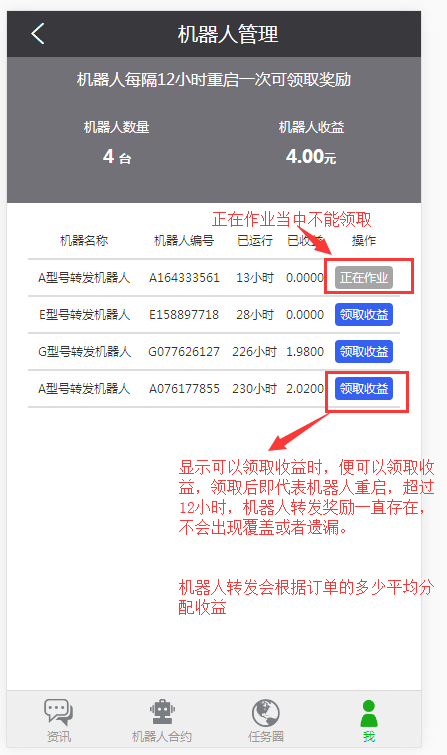 机器人管理
机器人每隔12小时重启一次可领取奖励
机器人数量 机器人收益
4 台 4.00元
正在作业当中不能领取
机器名称 机器人编号 已运行 已收益 操作
A型号转发机器人 A164333561 13小时 0.0000 正在作业
E型号转发机器人 E158897718 28小时 0.0000 领取收益
G型号转发机器人 G077626127 226小时 1.9800 领取收益
A型号转发机器人 A076177855 230小时 2.0200 领取收益
显示可以领取收益时，便可以领取收
益，领取后即代表机器人重启，超过
12小时，机器人转发奖励一直存在，
不会出现覆盖或者遗漏。
机器人转发会根据订单的多少平均分
配收益
资讯 机器人合约 任务圈 我